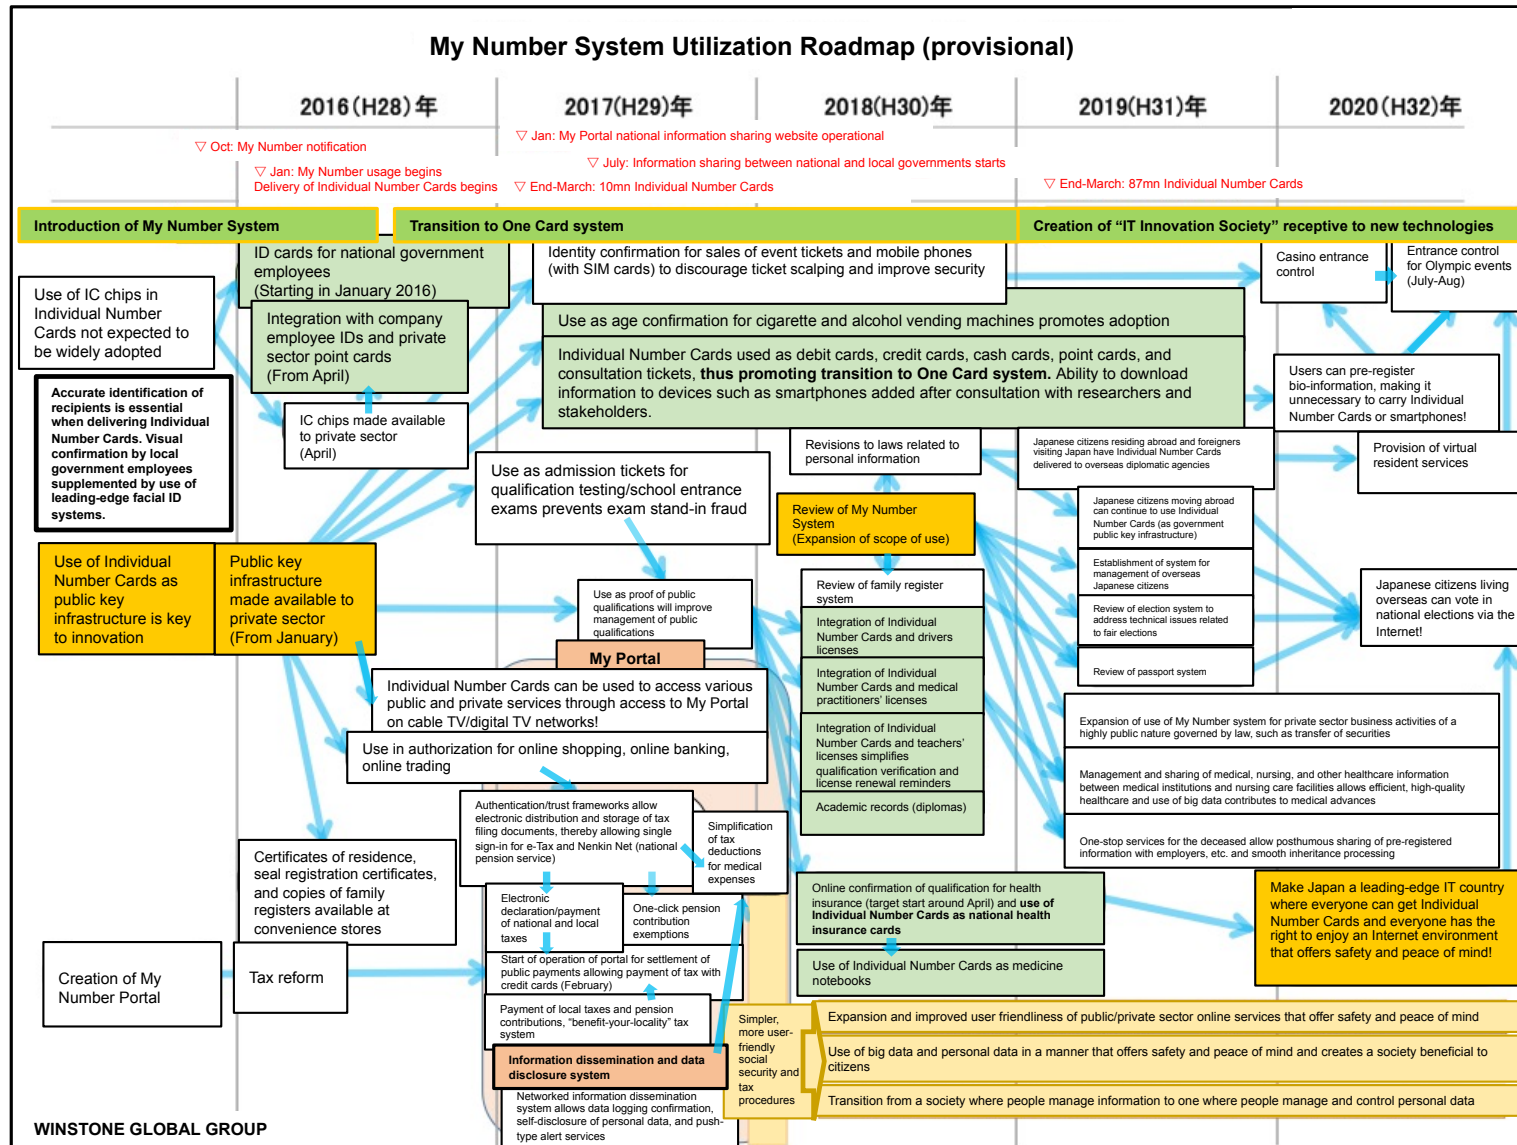 My Number System Utilization Roadmap (provisional)
2016(H28)年
2017(H29)年
2018(H30)年
2019(H31)年
2020(H32)年
▽ Oct: My Number notification
▽ Jan: My Number usage begins
Delivery of Individual Number Cards begins
▽ Jan: My Portal national information sharing website operational
▽ July: Information sharing between national and local governments starts
▽ End-March: 10mn Individual Number Cards
▽ End-March: 87mn Individual Number Cards
Introduction of My Number System
Transition to One Card system
Creation of “IT Innovation Society” receptive to new technologies
Use of IC chips in
Individual Number
Cards not expected to
be widely adopted
ID cards for national government
employees
(Starting in January 2016)
Integration with company
employee IDs and private
sector point cards
(From April)
IC chips made available
to private sector
(April)
Accurate identification of
recipients is essential
when delivering Individual
Number Cards. Visual
confirmation by local
government employees
supplemented by use of
leading-edge facial ID
systems.
Identity confirmation for sales of event tickets and mobile phones
(with SIM cards) to discourage ticket scalping and improve security
Casino entrance
control
Entrance control
for Olympic events
(July-Aug)
Use as age confirmation for cigarette and alcohol vending machines promotes adoption
Individual Number Cards used as debit cards, credit cards, cash cards, point cards, and
consultation tickets, thus promoting transition to One Card system. Ability to download
information to devices such as smartphones added after consultation with researchers and
stakeholders.
Users can pre-register
bio-information, making it
unnecessary to carry Individual
Number Cards or smartphones!
Use as admission tickets for
qualification testing/school entrance
exams prevents exam stand-in fraud
Revisions to laws related to
personal information
Japanese citizens residing abroad and foreigners
visiting Japan have Individual Number Cards
delivered to overseas diplomatic agencies
Provision of virtual
resident services
Review of My Number
System
(Expansion of scope of use)
Japanese citizens moving abroad
can continue to use Individual
Number Cards (as government
public key infrastructure)
Use of Individual
Number Cards as
public key
infrastructure is key
to innovation
Public key
infrastructure
made available to
private sector
(From January)
Use as proof of public
qualifications will improve
management of public
qualifications
Review of family register
system
Establishment of system for
management of overseas
Japanese citizens
Review of election system to
address technical issues related
to fair elections
Review of passport system
Japanese citizens living
overseas can vote in
national elections via the
Internet!
Integration of Individual
Number Cards and drivers
licenses
Integration of Individual
Number Cards and medical
practitioners’ licenses
Integration of Individual
Number Cards and teachers’
licenses simplifies
qualification verification and
license renewal reminders
Academic records (diplomas)
My Portal
Individual Number Cards can be used to access various
public and private services through access to My Portal
on cable TV/digital TV networks!
Use in authorization for online shopping, online banking,
online trading
Expansion of use of My Number system for private sector business activities of a
highly public nature governed by law, such as transfer of securities
Management and sharing of medical, nursing, and other healthcare information
between medical institutions and nursing care facilities allows efficient, high-quality
healthcare and use of big data contributes to medical advances
One-stop services for the deceased allow posthumous sharing of pre-registered
information with employers, etc. and smooth inheritance processing
Authentication/trust frameworks allow
electronic distribution and storage of tax
filing documents, thereby allowing single
sign-in for e-Tax and Nenkin Net (national
pension service)
Simplification
of tax
deductions
for medical
expenses
Certificates of residence,
seal registration certificates,
and copies of family
registers available at
convenience stores
Electronic
declaration/payment
of national and local
taxes
One-click pension
contribution
exemptions
Online confirmation of qualification for health
insurance (target start around April) and use of
Individual Number Cards as national health
insurance cards
Use of Individual Number Cards as medicine
notebooks
Make Japan a leading-edge IT country
where everyone can get Individual
Number Cards and everyone has the
right to enjoy an Internet environment
that offers safety and peace of mind!
Creation of My
Number Portal
Tax reform
Start of operation of portal for settlement of
public payments allowing payment of tax with
credit cards (February)
Payment of local taxes and pension
contributions, “benefit-your-locality” tax
system
Information dissemination and data
disclosure system
Networked information dissemination
system allows data logging confirmation,
self-disclosure of personal data, and push-
type alert services
Simpler,
more user-
friendly
social
security and
tax
procedures
Expansion and improved user friendliness of public/private sector online services that offer safety and peace of mind
Use of big data and personal data in a manner that offers safety and peace of mind and creates a society beneficial to
citizens
Transition from a society where people manage information to one where people manage and control personal data
WINSTONE GLOBAL GROUP